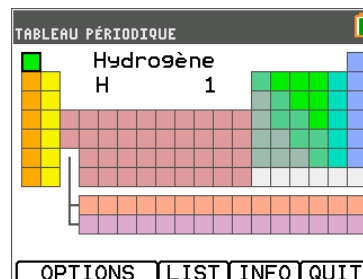 TABLEAU PÉRIODIQUE
Hydrogène
H 1
OPTIONS LIST INFO QUIT